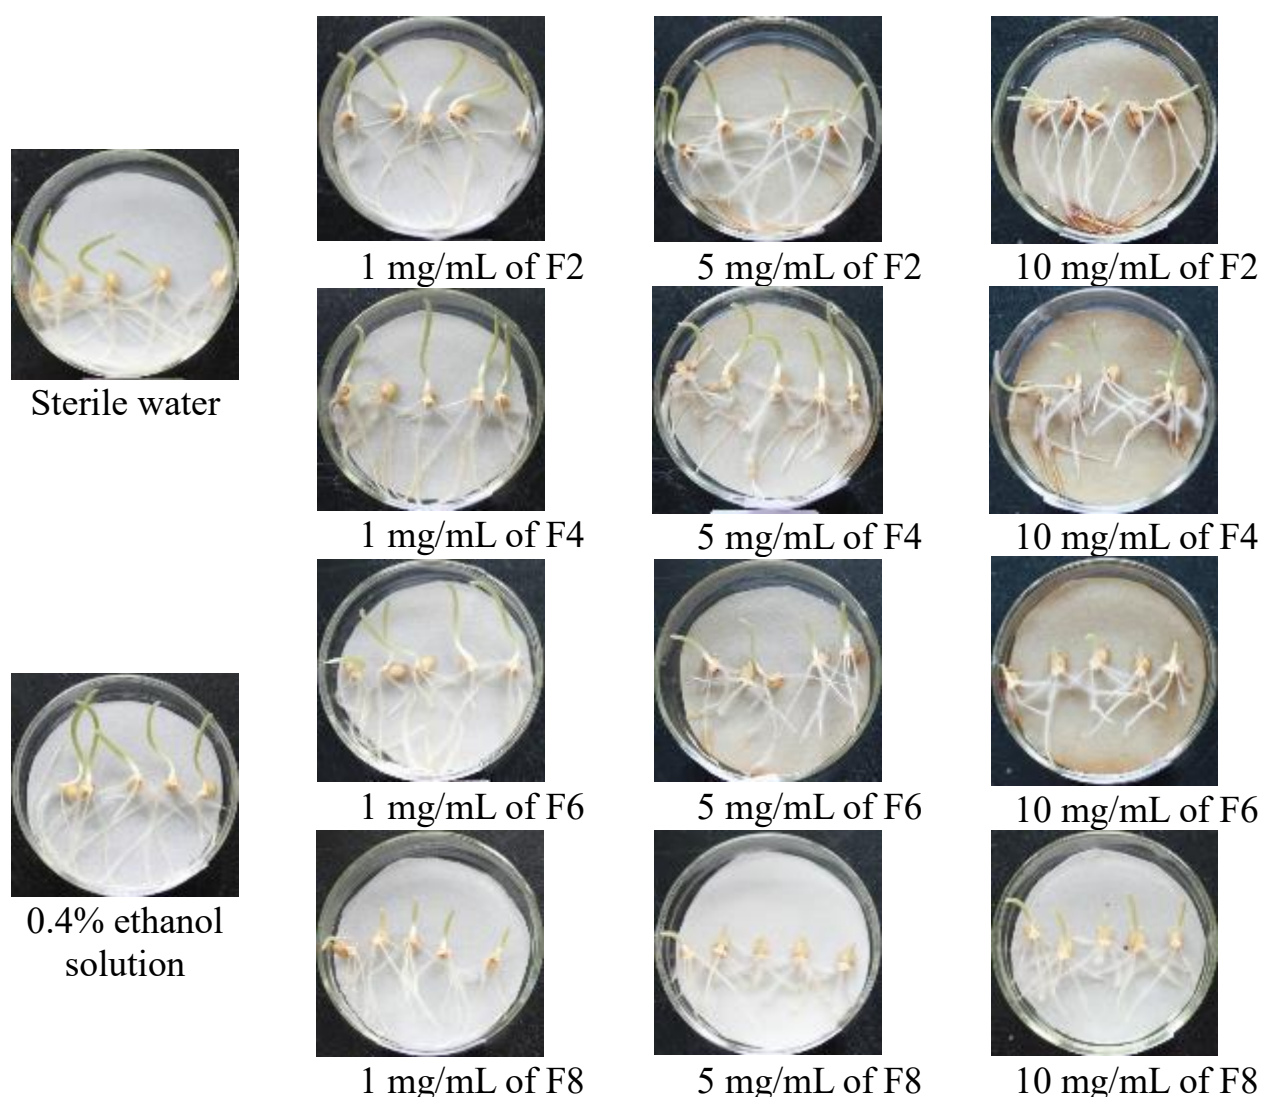 1 mg/mL of F2
5 mg/mL of F2
10 mg/mL of F2
Sterile water
1 mg/mL of F4
5 mg/mL of F4
10 mg/mL of F4
1 mg/mL of F6
5 mg/mL of F6
10 mg/mL of F6
0.4% ethanol
solution
1 mg/mL of F8
5 mg/mL of F8
10 mg/mL of F8